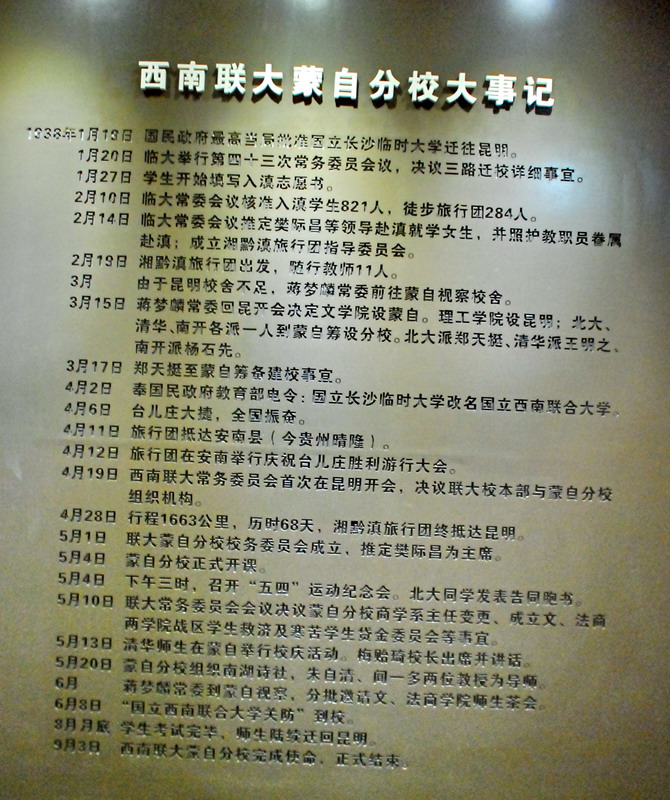 西南联大蒙自分校大事记
1938年1月19日 国民政府最高当局批准国立长沙临时大学迁往昆明。
1月20日 临大举行第四十三次常务委员会议，决议三路迁校详细事宜。
1月27日 学生开始填写入滇志愿书。
2月10日 临大常委会议核准入滇学生821人，徒步旅行团284人。
2月14日 临大常委会议推定樊际昌等领导赴滇就学女生，并照护教职员眷属
赴滇；成立湘黔滇旅行团指导委员会。
2月19日 湘黔滇旅行团出发，随行教师11人。
3月 由于昆明校舍不足，蒋梦麟常委前往蒙自视察校舍。
3月15日 蒋梦麟常委回昆开会决定文学院设蒙自。理工学院设昆明；北大、
清华、南开各派一人到蒙自筹设分校。北大派郑天挺、清华派王明之、
南开派杨石先。
3月17日 郑天挺至蒙自筹备建校事宜。
4月2日 奉国民政府教育部电令：国立长沙临时大学改名国立西南联合大学。
4月6日 台儿庄大捷，全国振奋。
4月11日 旅行团抵达安南县（今贵州晴隆）。
4月12日 旅行团在安南举行庆祝台儿庄胜利游行大会。
4月19日 西南联大常务委员会首次在昆明开会，决议联大校本部与蒙自分校
组织机构。
4月28日 行程1663公里，历时68天，湘黔滇旅行团终抵达昆明。
5月1日 联大蒙自分校校务委员会成立，推定樊际昌为主席。
5月4日 蒙自分校正式开课。
5月4日 下午三时，召开“五四”运动纪念会。北大同学发表告同胞书。
5月10日 联大常务委员会会议决议蒙自分校商学系主任变更、成立文、法商
两学院战区学生救济及寒苦学生贷金委员会等事宜。
5月13日 清华师生在蒙自举行校庆活动。梅贻琦校长出席并讲话。
5月20日 蒙自分校组织南湖诗社，朱自清、闻一多两位教授为导师。
6月 蒋梦麟常委到蒙自视察，分批邀请文、法商学院师生茶会。
6月8日 “国立西南联合大学关防”到校。
8月月底 学生考试完毕，师生陆续迁回昆明。
9月3日 西南联大蒙自分校完成使命，正式结束。